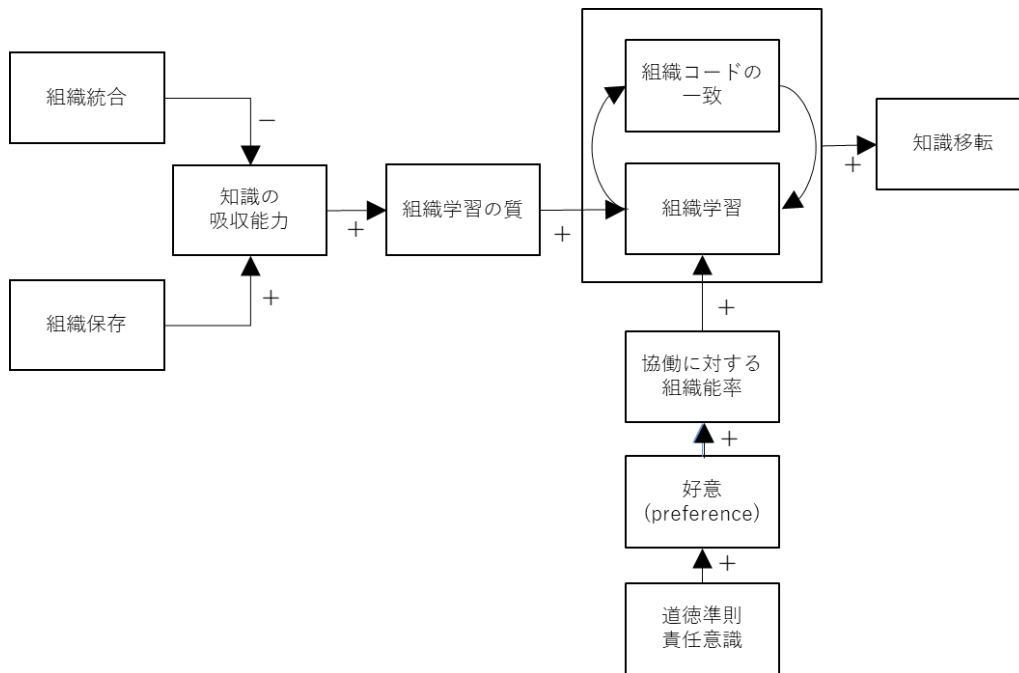 組織統合
−
知識の
吸収能力
+
組織保存
+
組織学習の質
+
組織コードの
一致
組織学習
+
知識移転
+
協働に対する
組織能率
+
好意
(preference)
+
道徳準則
責任意識